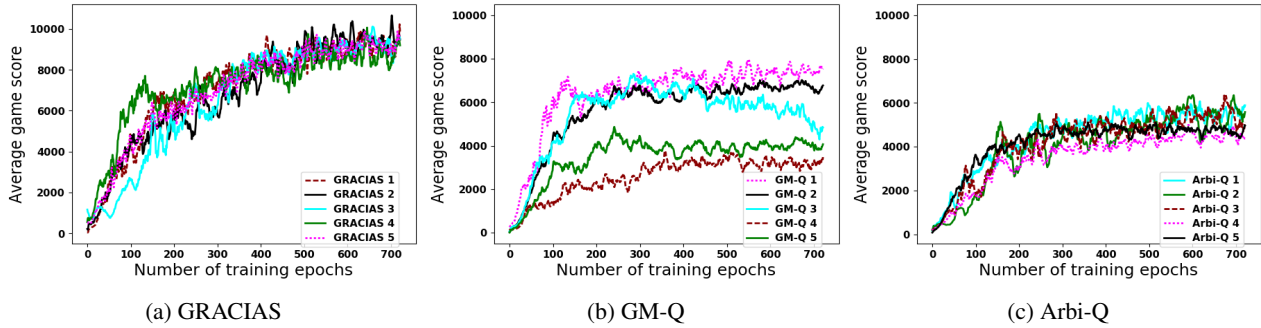 Average game score
10000
8000
6000
4000
2000
0
GRACIAS 1
GRACIAS 2
GRACIAS 3
GRACIAS 4
GRACIAS 5
0 100 200 300 400 500 600 700
Number of training epochs
(a) GRACIAS
Average game score
10000
8000
6000
4000
2000
0
GM-Q 1
GM-Q 2
GM-Q 3
GM-Q 4
GM-Q 5
0 100 200 300 400 500 600 700
Number of training epochs
(b) GM-Q
Average game score
10000
8000
6000
4000
2000
0
Arbi-Q 1
Arbi-Q 2
Arbi-Q 3
Arbi-Q 4
Arbi-Q 5
0 100 200 300 400 500 600 700
Number of training epochs
(c) Arbi-Q